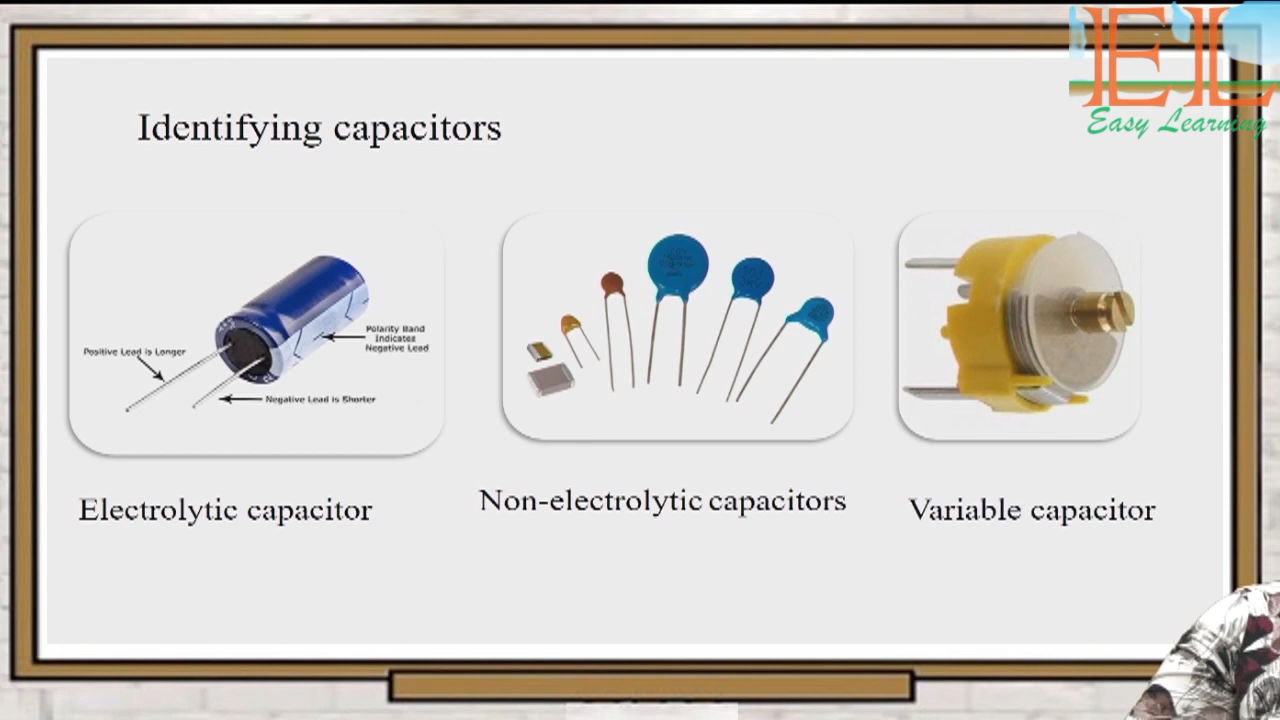 EL
Easy Learning
Identifying capacitors
Positive Lead is Longer
Polarity Band
Indicates
Negative Lead
Negative Lead is Shorter
Electrolytic capacitor
Non-electrolytic capacitors
Variable capacitor